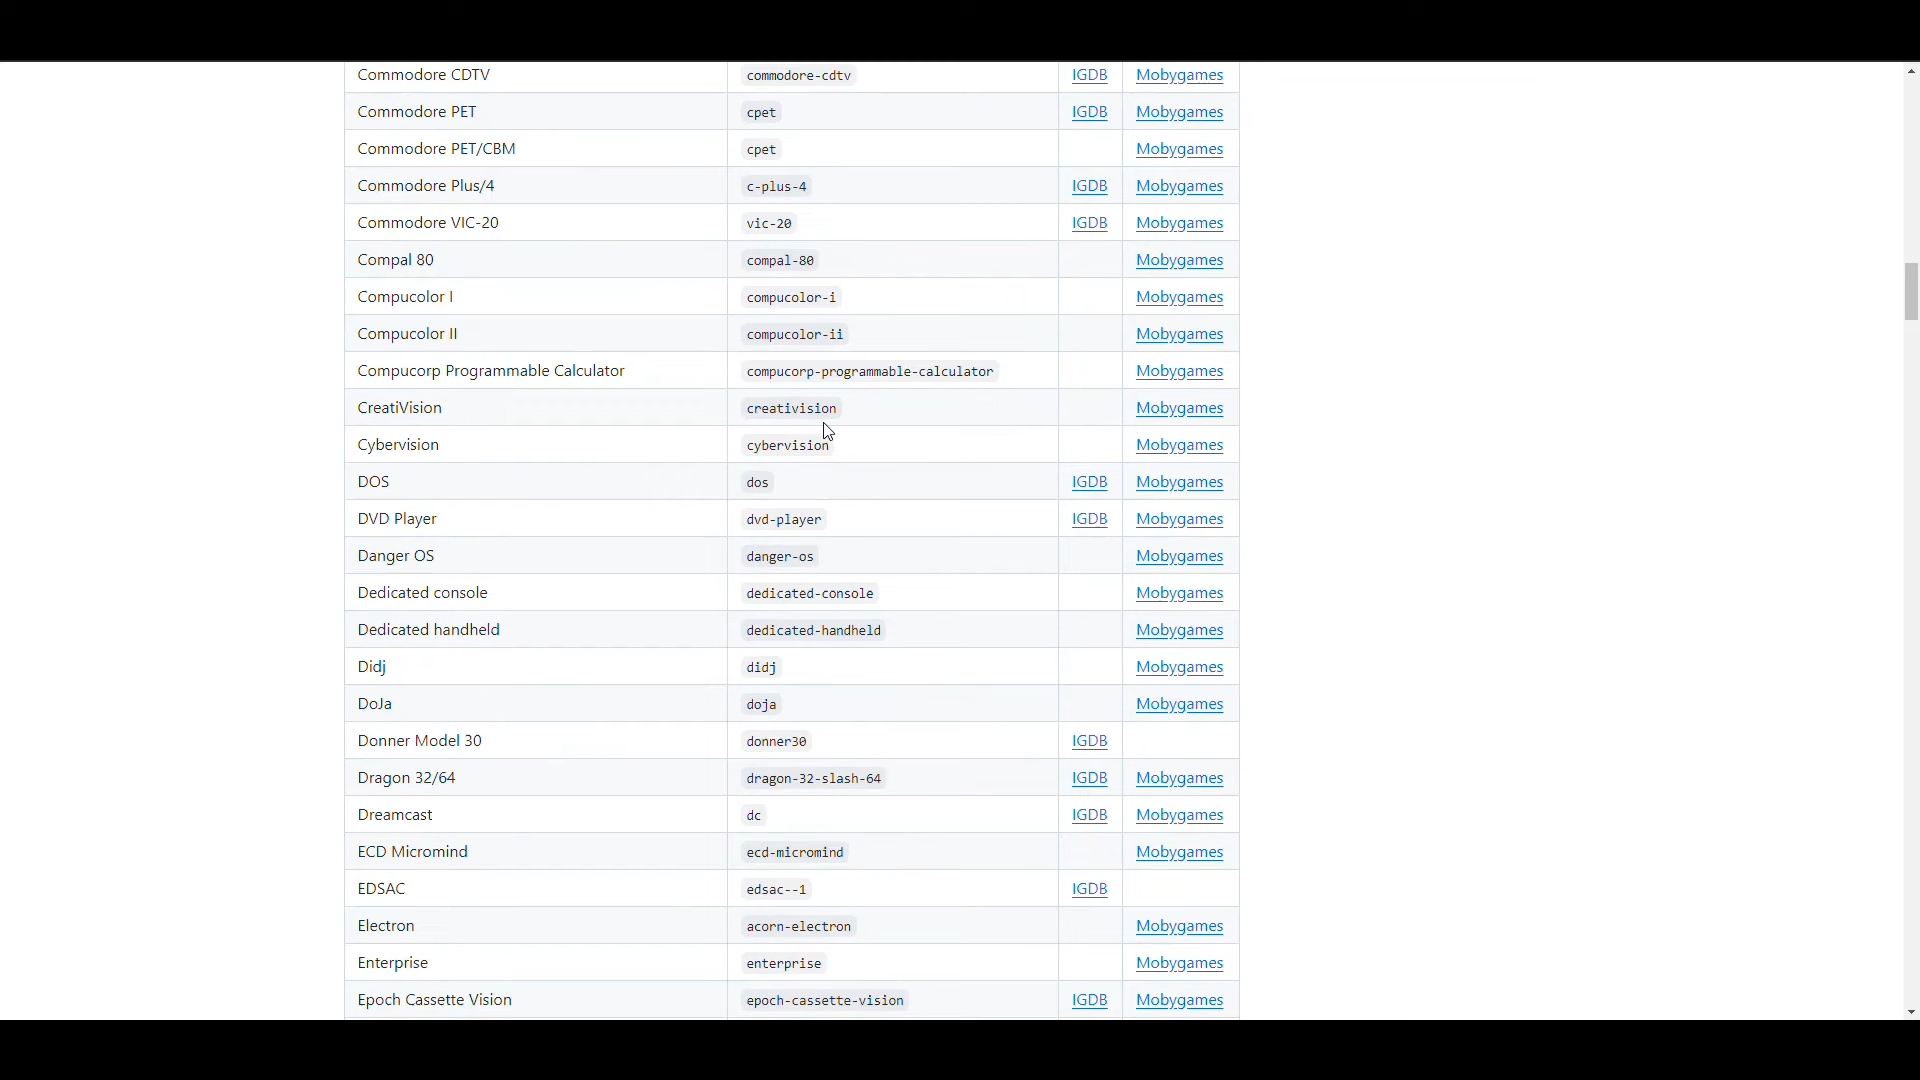 Commodore CDTV commodore-cdtv IGDB Mobygames
Commodore PET cpet IGDB Mobygames
Commodore PET/CBM cpet Mobygames
Commodore Plus/4 c-plus-4 IGDB Mobygames
Commodore VIC-20 vic-20 IGDB Mobygames
Compal 80 compal-80 Mobygames
Compucolor I compucolor-i Mobygames
Compucolor II compucolor-ii Mobygames
Compucorp Programmable Calculator compucorp-programmable-calculator Mobygames
CreatiVision creativision Mobygames
Cybervision cybervision Mobygames
DOS dos IGDB Mobygames
DVD Player dvd-player IGDB Mobygames
Danger OS danger-os Mobygames
Dedicated console dedicated-console Mobygames
Dedicated handheld dedicated-handheld Mobygames
Didj didj Mobygames
DoJa doja Mobygames
Donner Model 30 donner30 IGDB
Dragon 32/64 dragon-32-slash-64 IGDB Mobygames
Dreamcast dc IGDB Mobygames
ECD Micromind ecd-micromind Mobygames
EDSAC edsac--1 IGDB
Electron acorn-electron Mobygames
Enterprise enterprise Mobygames
Epoch Cassette Vision epoch-cassette-vision IGDB Mobygames